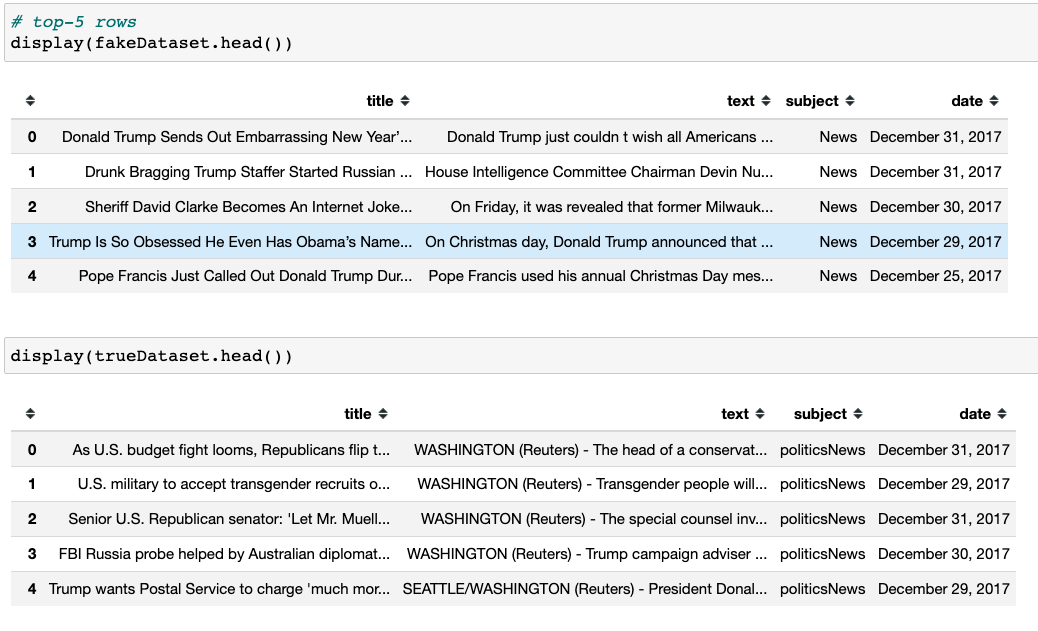 # top-5 rows
display(fakeDataset.head())
title text subject date
0 Donald Trump Sends Out Embarrassing New Year’... Donald Trump just couldn t wish all Americans ... News December 31, 2017
1 Drunk Bragging Trump Staffer Started Russian ... House Intelligence Committee Chairman Devin Nu... News December 31, 2017
2 Sheriff David Clarke Becomes An Internet Joke... On Friday, it was revealed that former Milwauk... News December 30, 2017
3 Trump Is So Obsessed He Even Has Obama’s Name... On Christmas day, Donald Trump announced that ... News December 29, 2017
4 Pope Francis Just Called Out Donald Trump Dur... Pope Francis used his annual Christmas Day mes... News December 25, 2017
display(trueDataset.head())
title text subject date
0 As U.S. budget fight looms, Republicans flip t... WASHINGTON (Reuters) - The head of a conservat... politicsNews December 31, 2017
1 U.S. military to accept transgender recruits o... WASHINGTON (Reuters) - Transgender people will... politicsNews December 29, 2017
2 Senior U.S. Republican senator: 'Let Mr. Muell... WASHINGTON (Reuters) - The special counsel inv... politicsNews December 31, 2017
3 FBI Russia probe helped by Australian diplomat... WASHINGTON (Reuters) - Trump campaign adviser ... politicsNews December 30, 2017
4 Trump wants Postal Service to charge 'much mor... SEATTLE/WASHINGTON (Reuters) - President Donal... politicsNews December 29, 2017